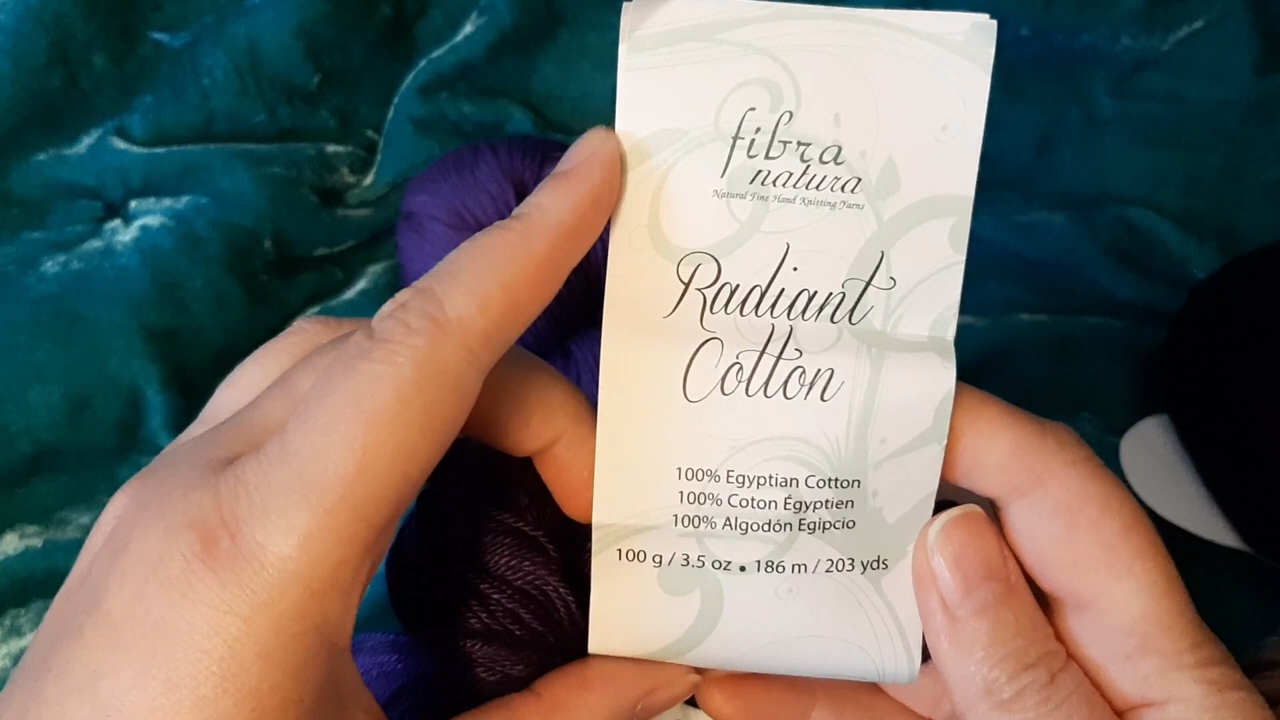 fibra
natura
Natural Fine Hand Knitting Yarns
Radiant
Cotton
100% Egyptian Cotton
100% Coton Égyptien
100% Algodón Egipcio
100 g / 3.5 oz • 186 m / 203 yds